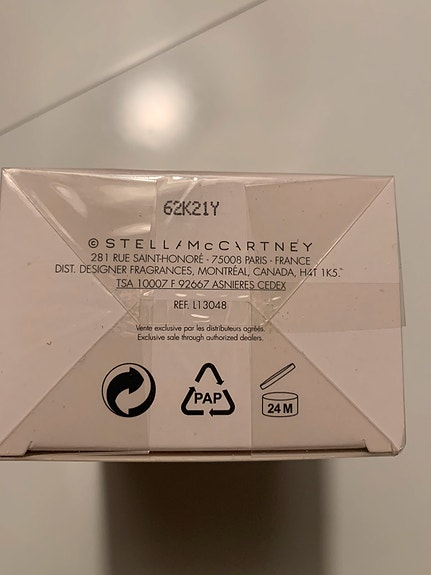 62K21Y
© STELLA McCARTNEY
281 RUE SAINT-HONORÉ - 75008 PARIS - FRANCE
DIST. DESIGNER FRAGRANCES, MONTRÉAL, CANADA, H4T 1K5.
TSA 10007 F 92667 ASNIERES CEDEX
REF. L13048
Vente exclusive par les distributeurs agréés.
Exclusive sale through authorized dealers.
PAP
24 M